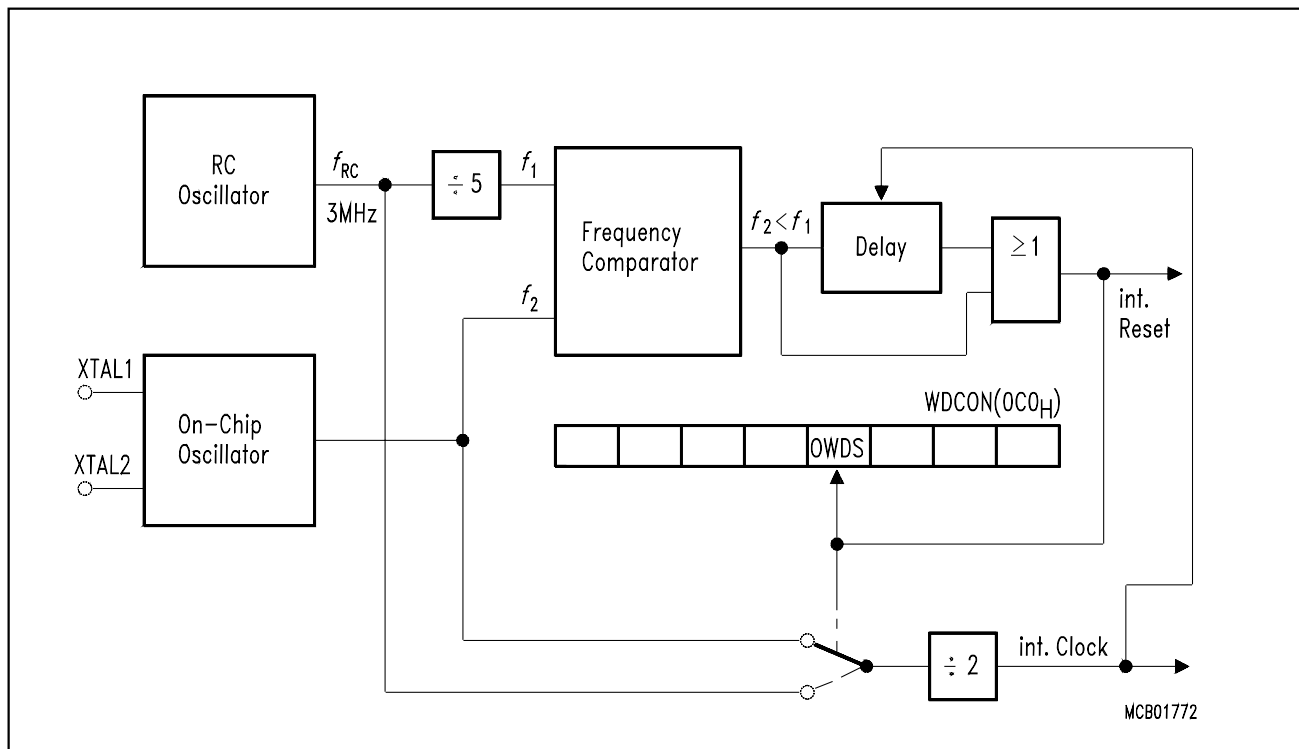 RC
Oscillator
fRC
3MHz
÷ 5
f1
f2
Frequency
Comparator
f2<f1
Delay
≥1
int.
Reset
XTAL1
XTAL2
On-Chip
Oscillator
WDCON(0C0H)
OWDS
÷ 2
int. Clock
MCB01772